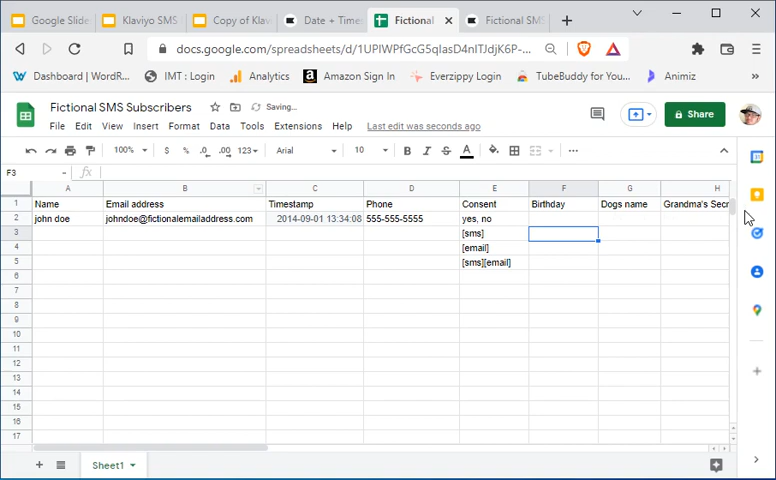 Google Slide
Klaviyo SMS
Copy of Klav
Date + Time
Fictional
Fictional SMS
docs.google.com/spreadsheets/d/1UPIWPfGcG5qlasD4nITJdjK6P-...
Dashboard | WordPr...
IMT : Login
Analytics
Amazon Sign In
Everzippy Login
TubeBuddy for You...
Animiz
Fictional SMS Subscribers
Saving...
Share
File Edit View Insert Format Data Tools Extensions Help Last edit was seconds ago
100% $ % .0 .00 123 Arial 10 B I S A
F3 fx
A B C D E F G H
1 Name Email address Timestamp Phone Consent Birthday Dogs name Grandma's Secr
2 john doe johndoe@fictionalemailaddress.com 2014-09-01 13:34:08 555-555-5555 yes, no
3 [sms]
4 [email]
5 [sms][email]
6
7
8
9
10
11
12
13
14
15
16
17
Sheet1